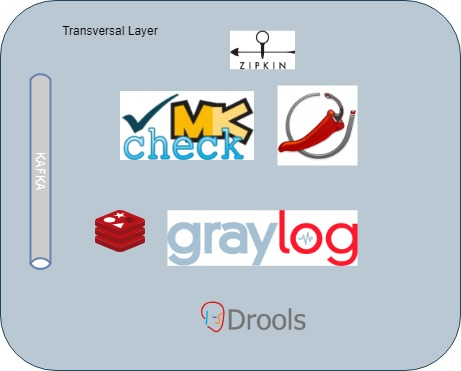 Transversal Layer
ZIPKIN
KAFKA
MK
check
graylog
Drools